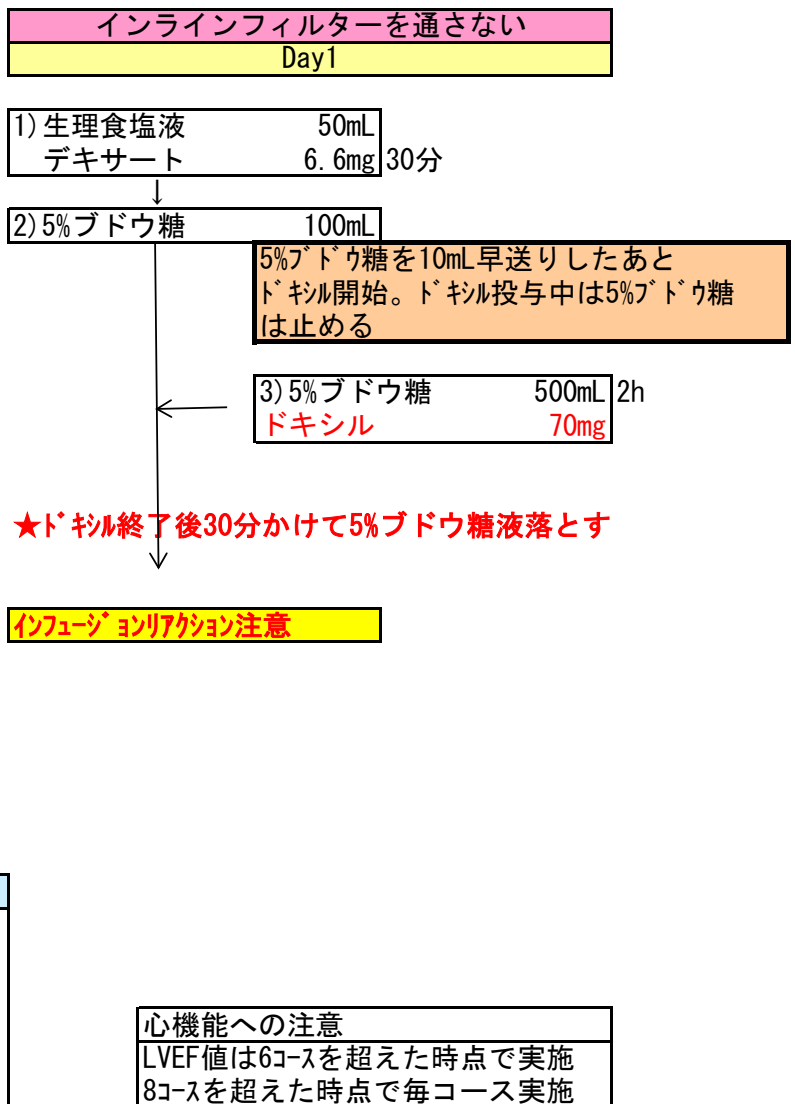 インラインフィルターを通さない
Day1
1)生理食塩液 50mL
デキサート 6.6mg 30分
↓
2)5%ブドウ糖 100mL
5%ﾌﾞﾄﾞｳ糖を10mL早送りしたあと
ﾄﾞｷｼﾙ開始。ﾄﾞｷｼﾙ投与中は5%ﾌﾞﾄﾞｳ糖
は止める
3)5%ブドウ糖 500mL 2h
ドキシル 70mg
★ﾄﾞｷｼﾙ終了後30分かけて5%ブドウ糖液落とす
ｲﾝﾌｭｰｼﾞｮﾝﾘｱｸｼｮﾝ注意
心機能への注意
LVEF値は6ｺｰｽを超えた時点で実施
8ｺｰｽを超えた時点で毎コース実施